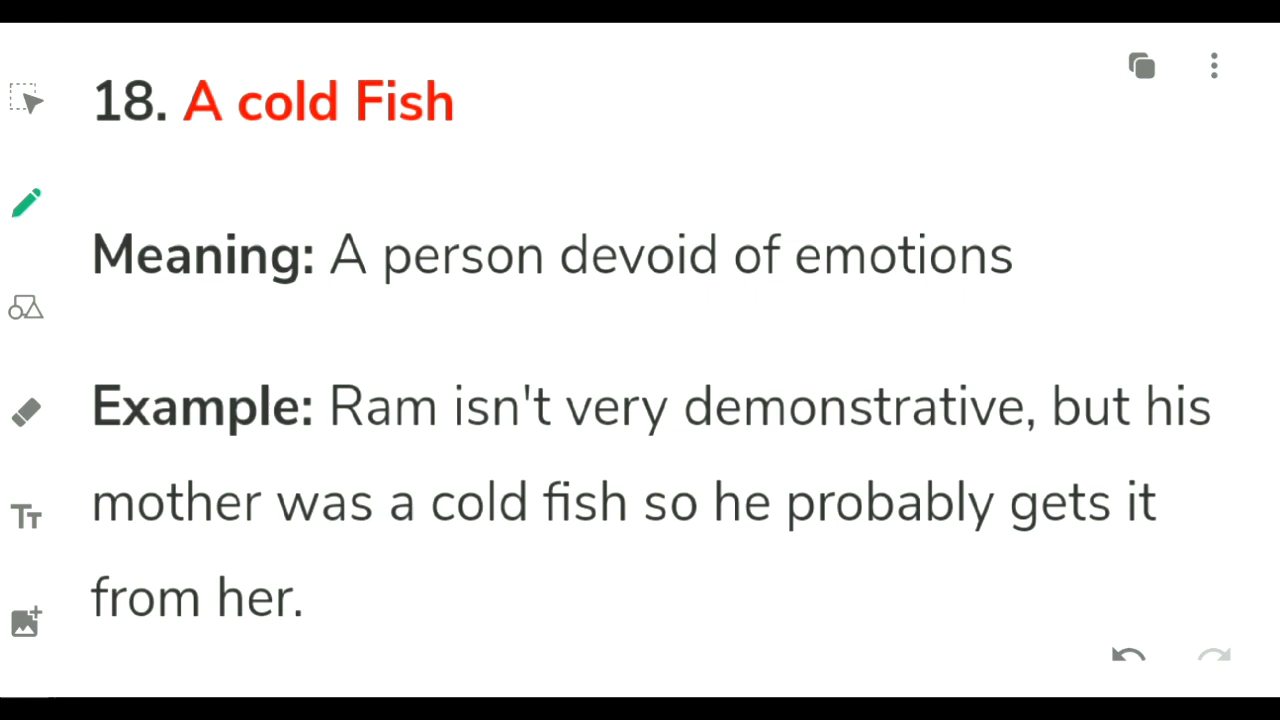 18. A cold Fish
Meaning: A person devoid of emotions
Example: Ram isn't very demonstrative, but his
mother was a cold fish so he probably gets it
from her.